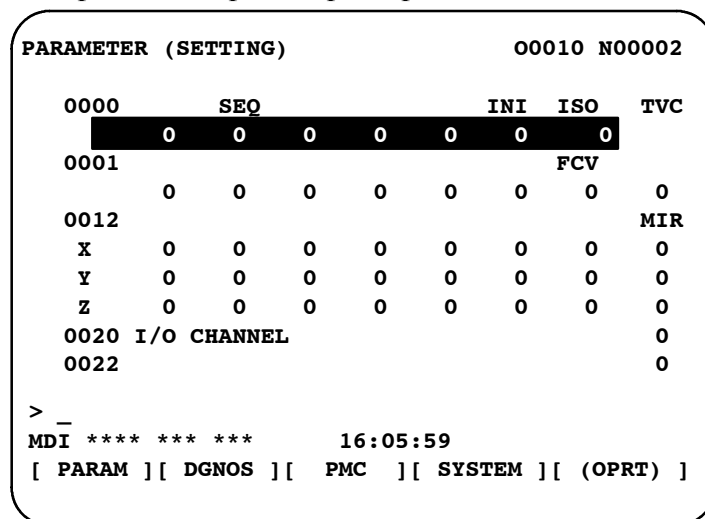 PARAMETER (SETTING) O0010 N00002
0000 SEQ INI ISO TVC
0 0 0 0 0 0 0
0001 FCV
0 0 0 0 0 0 0 0
0012 MIR
X 0 0 0 0 0 0 0 0
Y 0 0 0 0 0 0 0 0
Z 0 0 0 0 0 0 0 0
0020 I/O CHANNEL 0
0022 0
> _
MDI **** *** *** 16:05:59
[ PARAM ][ DGNOS ][ PMC ][ SYSTEM ][ (OPRT) ]